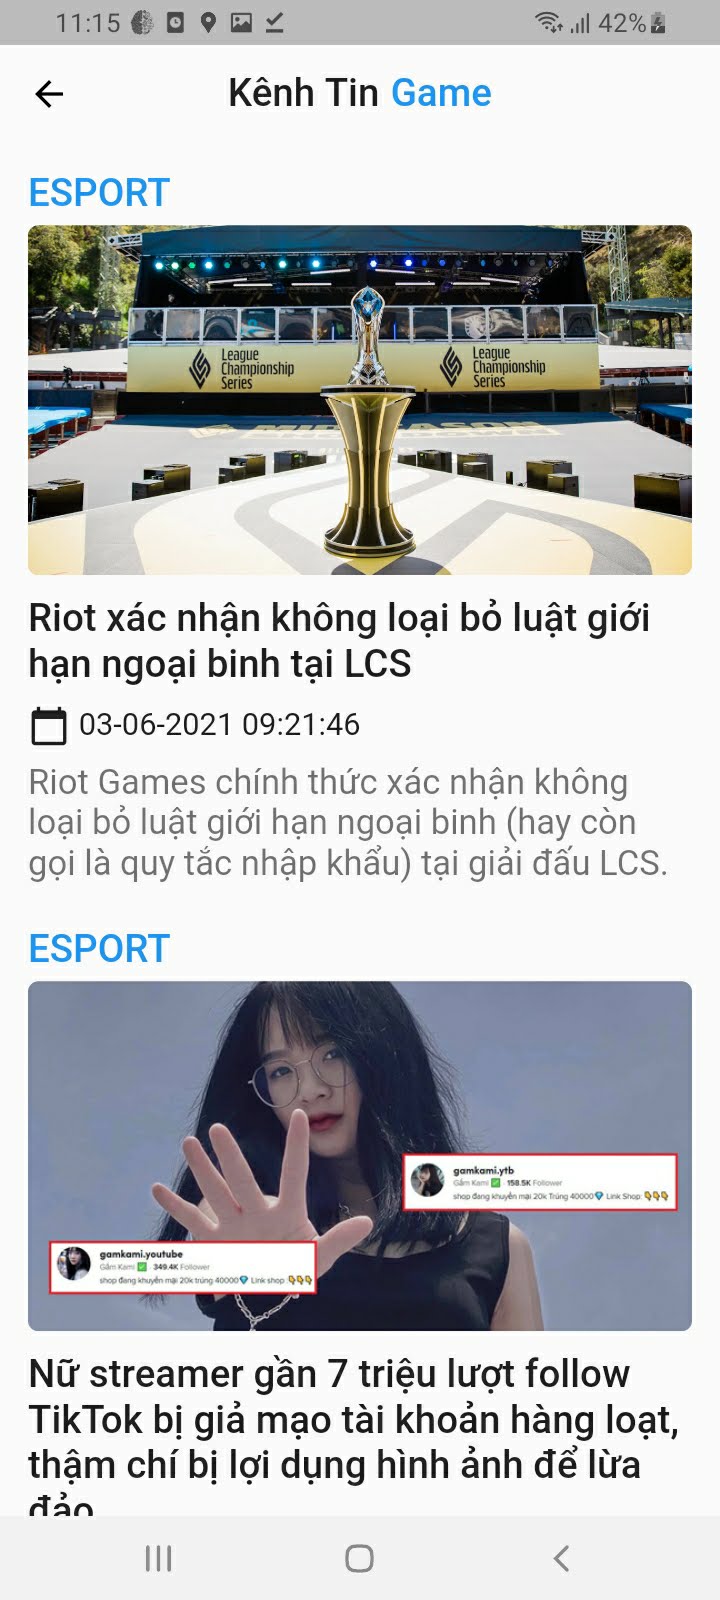 11:15
42%
Kênh Tin Game
ESPORT
League
Championship
Series
League
Championship
Series
Riot xác nhận không loại bỏ luật giới
hạn ngoại binh tại LCS
03-06-2021 09:21:46
Riot Games chính thức xác nhận không
loại bỏ luật giới hạn ngoại binh (hay còn
gọi là quy tắc nhập khẩu) tại giải đấu LCS.
ESPORT
gamkami.ytb
Gấm Kami ✅ · 158.5K Follower
shop đang khuyến mại 20k Trúng 40000💎 Link Shop: 👇👇👇
gamkami.youtube
Gấm Kami ✅ · 349.4K Follower
shop đang khuyến mại 20k trúng 40000💎 Link shop 👇👇👇
Nữ streamer gần 7 triệu lượt follow
TikTok bị giả mạo tài khoản hàng loạt,
thậm chí bị lợi dụng hình ảnh để lừa
đảo